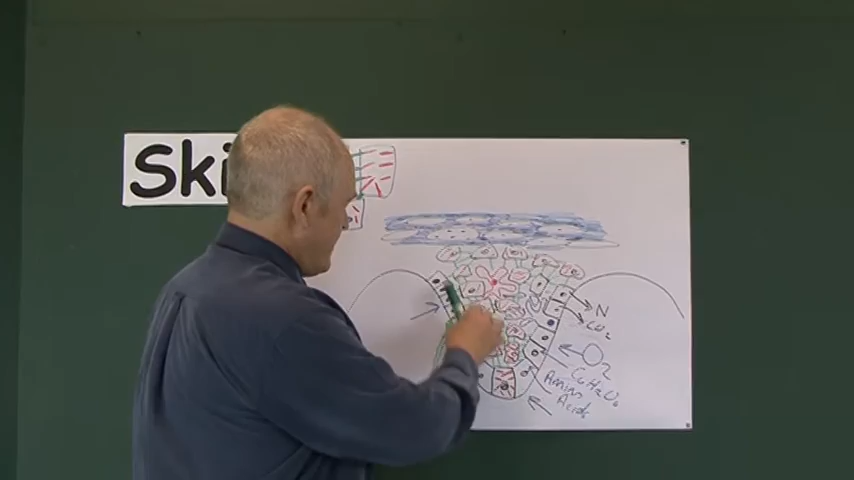 Ski
N
CO2
O2
C6H12O6
Amino
Acids